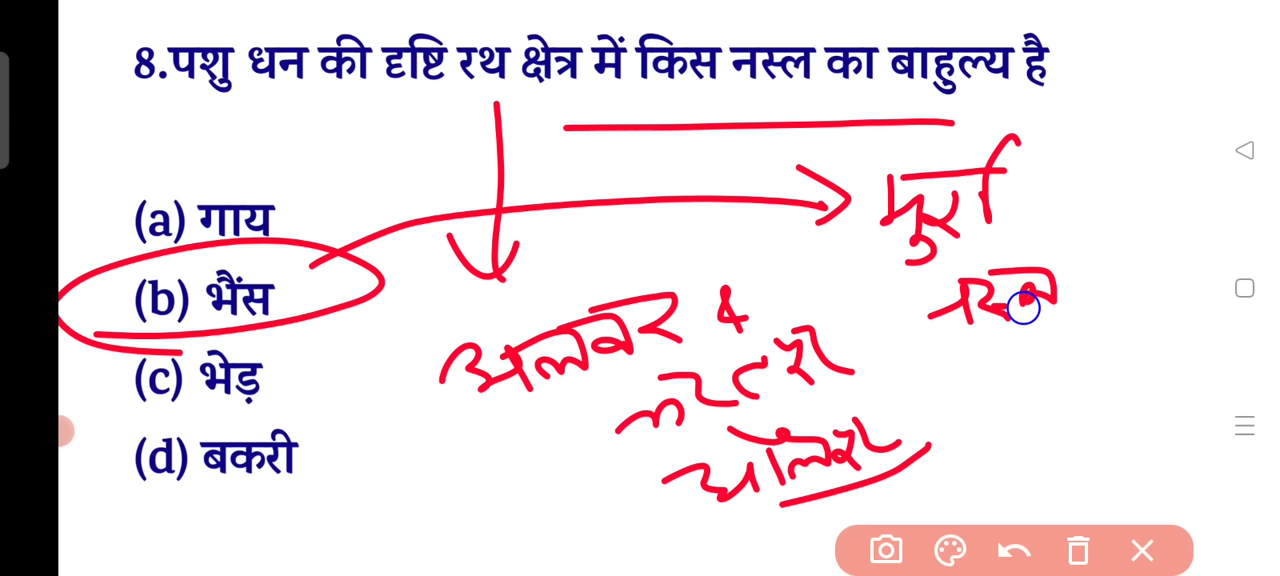 8.पशु धन की दृष्टि रथ क्षेत्र में किस नस्ल का बाहुल्य है
(a) गाय
(b) भैंस
(c) भेड़
(d) बकरी
मुर्रा
अलवर &